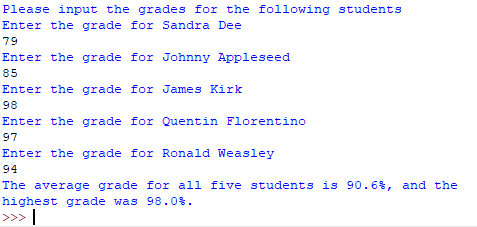 Please input the grades for the following students
Enter the grade for Sandra Dee
79
Enter the grade for Johnny Appleseed
85
Enter the grade for James Kirk
98
Enter the grade for Quentin Florentino
97
Enter the grade for Ronald Weasley
94
The average grade for all five students is 90.6%, and the
highest grade was 98.0%.
>>>